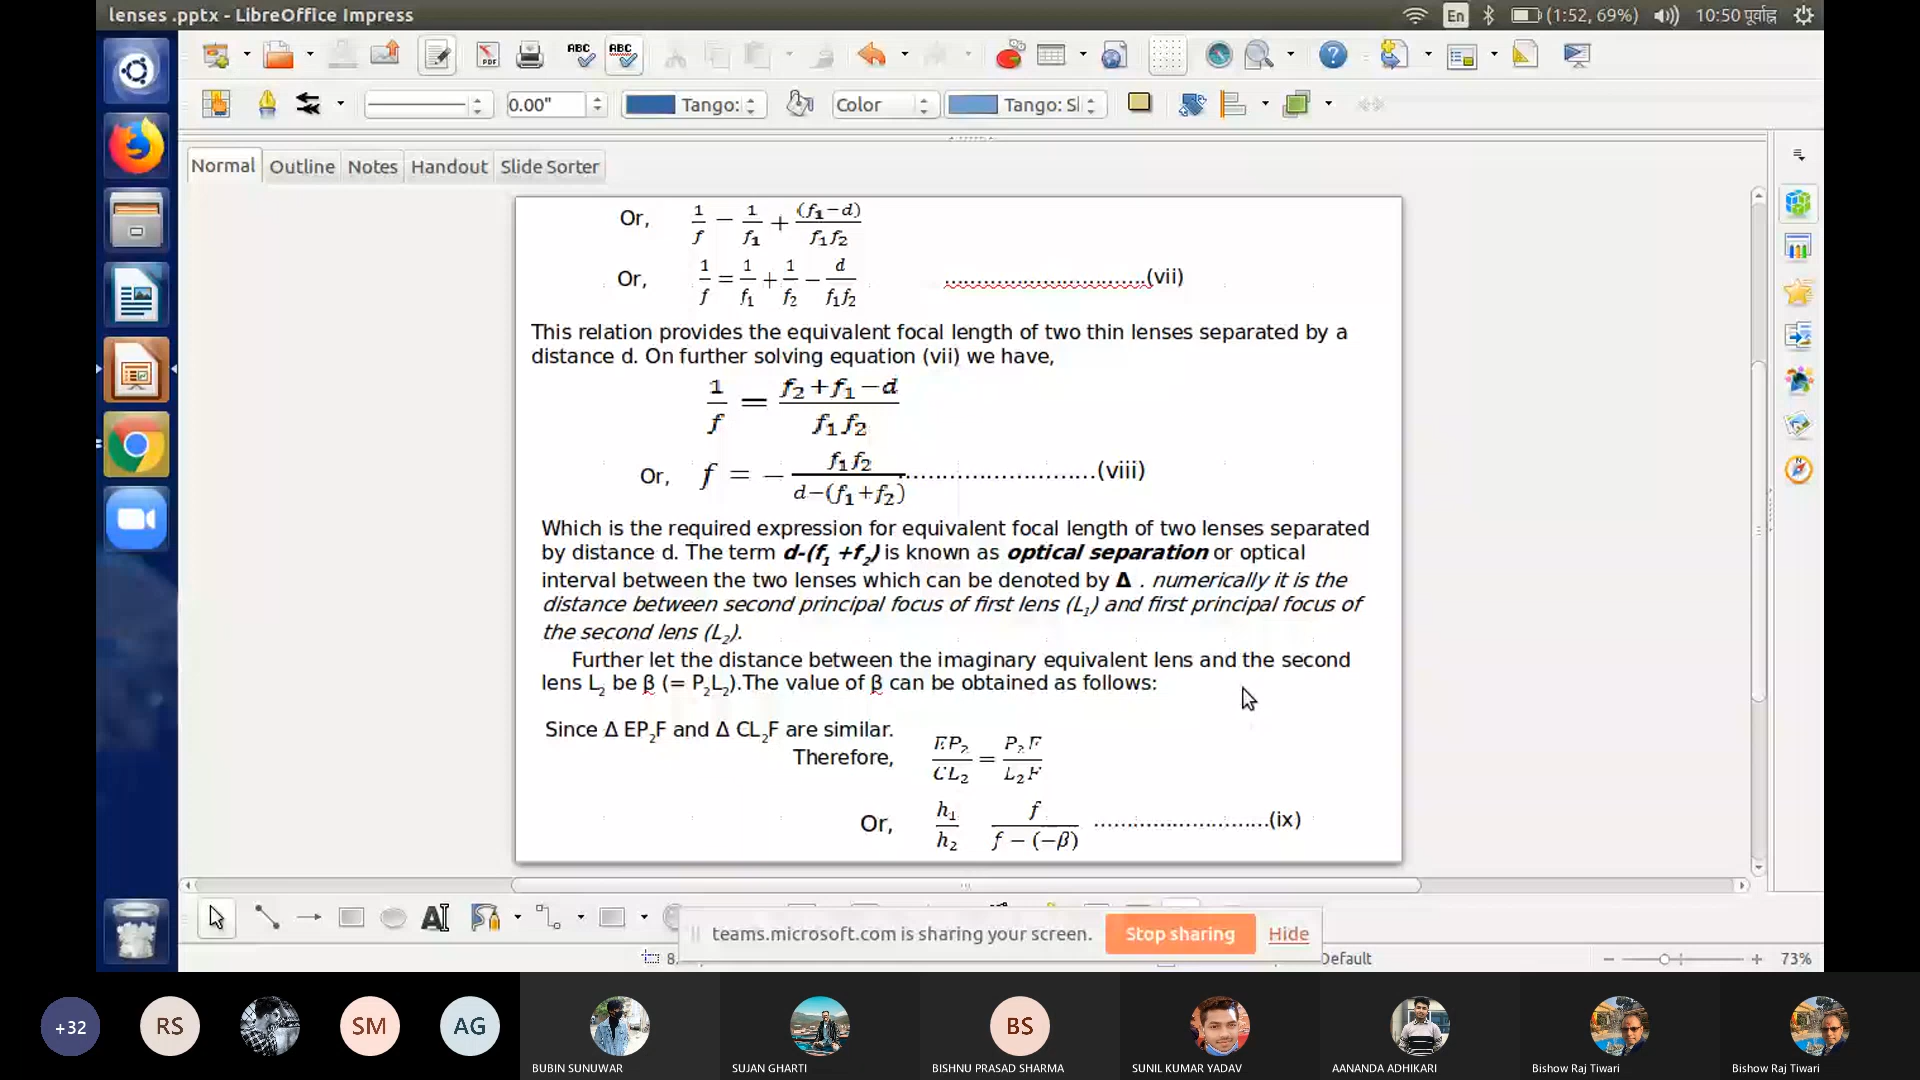 lenses .pptx - LibreOffice Impress
En (1:52, 69%) 10:50 पूर्वाह्न
PDF ABC ABC
0.00" Tango: Color Tango: Sl
Normal Outline Notes Handout Slide Sorter
Or, 1/f − 1/f₁ + (f₁−d)/f₁f₂
Or, 1/f = 1/f₁ + 1/f₂ − d/f₁f₂ ............................(vii)
This relation provides the equivalent focal length of two thin lenses separated by a
distance d. On further solving equation (vii) we have,
1/f = f₂+f₁−d/f₁f₂
Or, f = − f₁f₂/d−(f₁+f₂) ..........................(viii)
Which is the required expression for equivalent focal length of two lenses separated
by distance d. The term d-(f₁ +f₂) is known as optical separation or optical
interval between the two lenses which can be denoted by Δ . numerically it is the
distance between second principal focus of first lens (L₁) and first principal focus of
the second lens (L₂).
Further let the distance between the imaginary equivalent lens and the second
lens L₂ be β (= P₂L₂).The value of β can be obtained as follows:
Since Δ EP₂F and Δ CL₂F are similar.
Therefore, EP₂/CL₂ = P₂F/L₂F
Or, h₁/h₂ f/f − (−β) ..........................(ix)
teams.microsoft.com is sharing your screen. Stop sharing Hide
8. Default 73%
+32 RS SM AG BS
BUBIN SUNUWAR SUJAN GHARTI BISHNU PRASAD SHARMA SUNIL KUMAR YADAV AANANDA ADHIKARI Bishow Raj Tiwari Bishow Raj Tiwari